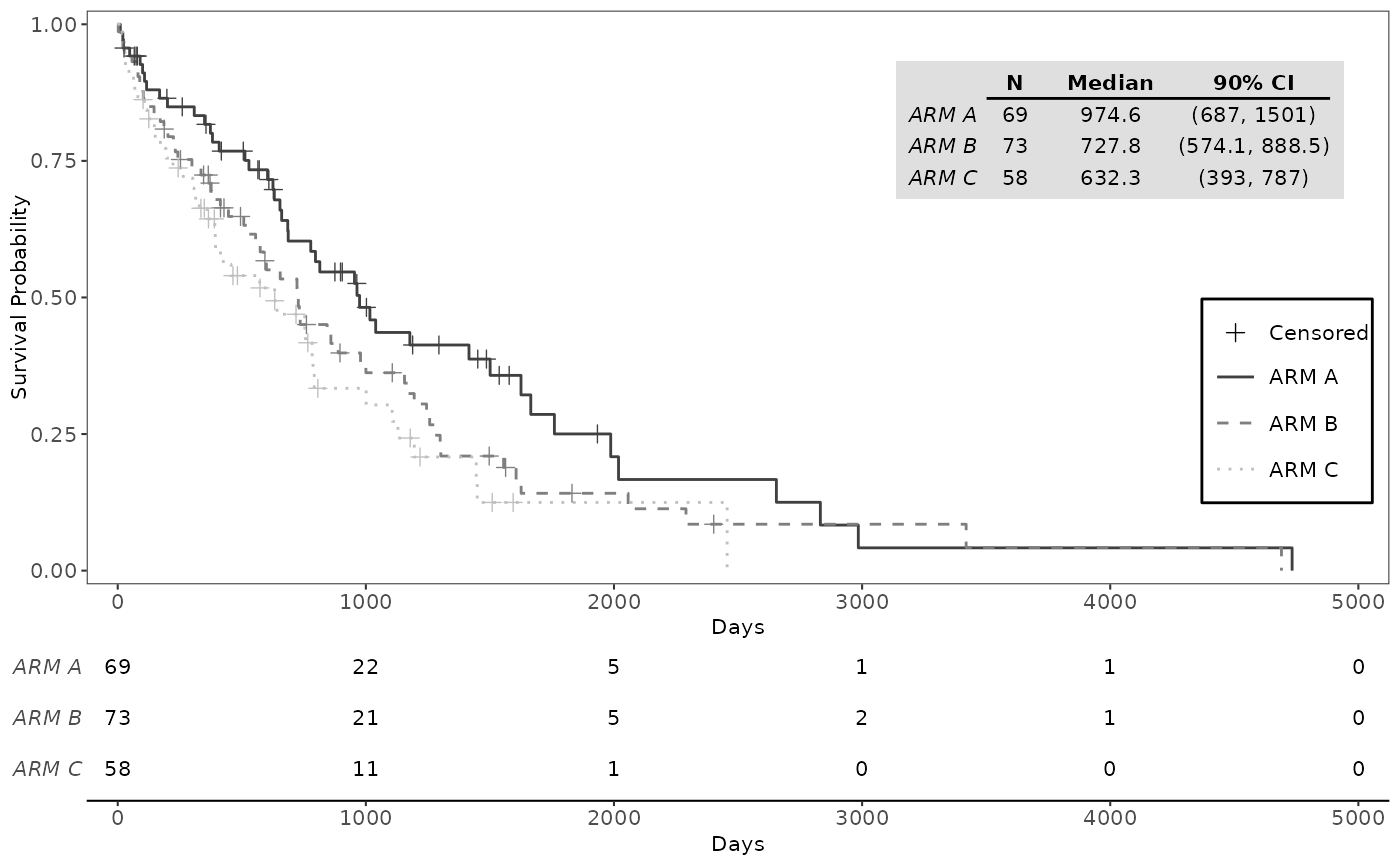 1.00
0.75
0.50
0.25
0.00
Survival Probability
N Median 90% CI
ARM A 69 974.6 (687, 1501)
ARM B 73 727.8 (574.1, 888.5)
ARM C 58 632.3 (393, 787)
Censored
ARM A
ARM B
ARM C
0 1000 2000 3000 4000 5000
Days
ARM A 69 22 5 1 1 0
ARM B 73 21 5 2 1 0
ARM C 58 11 1 0 0 0
0 1000 2000 3000 4000 5000
Days